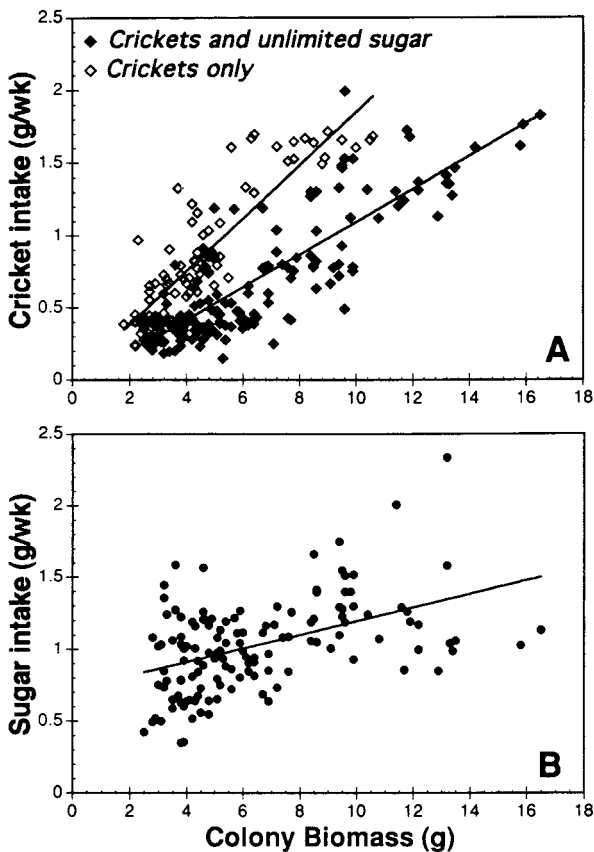 2.5
◆ Crickets and unlimited sugar
◇ Crickets only
2
1.5
1
0.5
0
Cricket intake (g/wk)
A
0 2 4 6 8 10 12 14 16 18
2.5
2
1.5
1
0.5
0
Sugar intake (g/wk)
B
0 2 4 6 8 10 12 14 16 18
Colony Biomass (g)